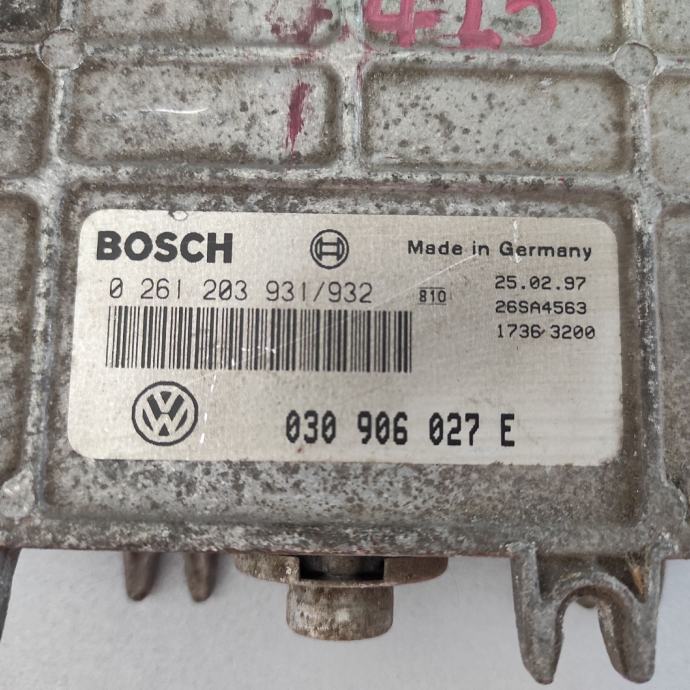 BOSCH
Made in Germany
0 261 203 931/932
810
25.02.97
26SA4563
1736 3200
030 906 027 E